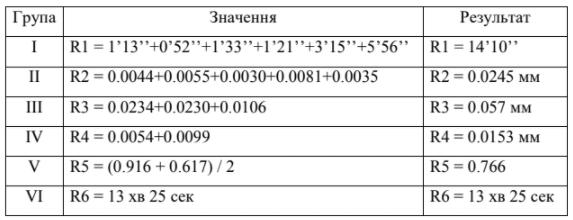 Група Значення Результат
I R1 = 1’13’’+0’52’’+1’33’’+1’21’’+3’15’’+5’56’’ R1 = 14’10’’
II R2 = 0.0044+0.0055+0.0030+0.0081+0.0035 R2 = 0.0245 мм
III R3 = 0.0234+0.0230+0.0106 R3 = 0.057 мм
IV R4 = 0.0054+0.0099 R4 = 0.0153 мм
V R5 = (0.916 + 0.617) / 2 R5 = 0.766
VI R6 = 13 хв 25 сек R6 = 13 хв 25 сек